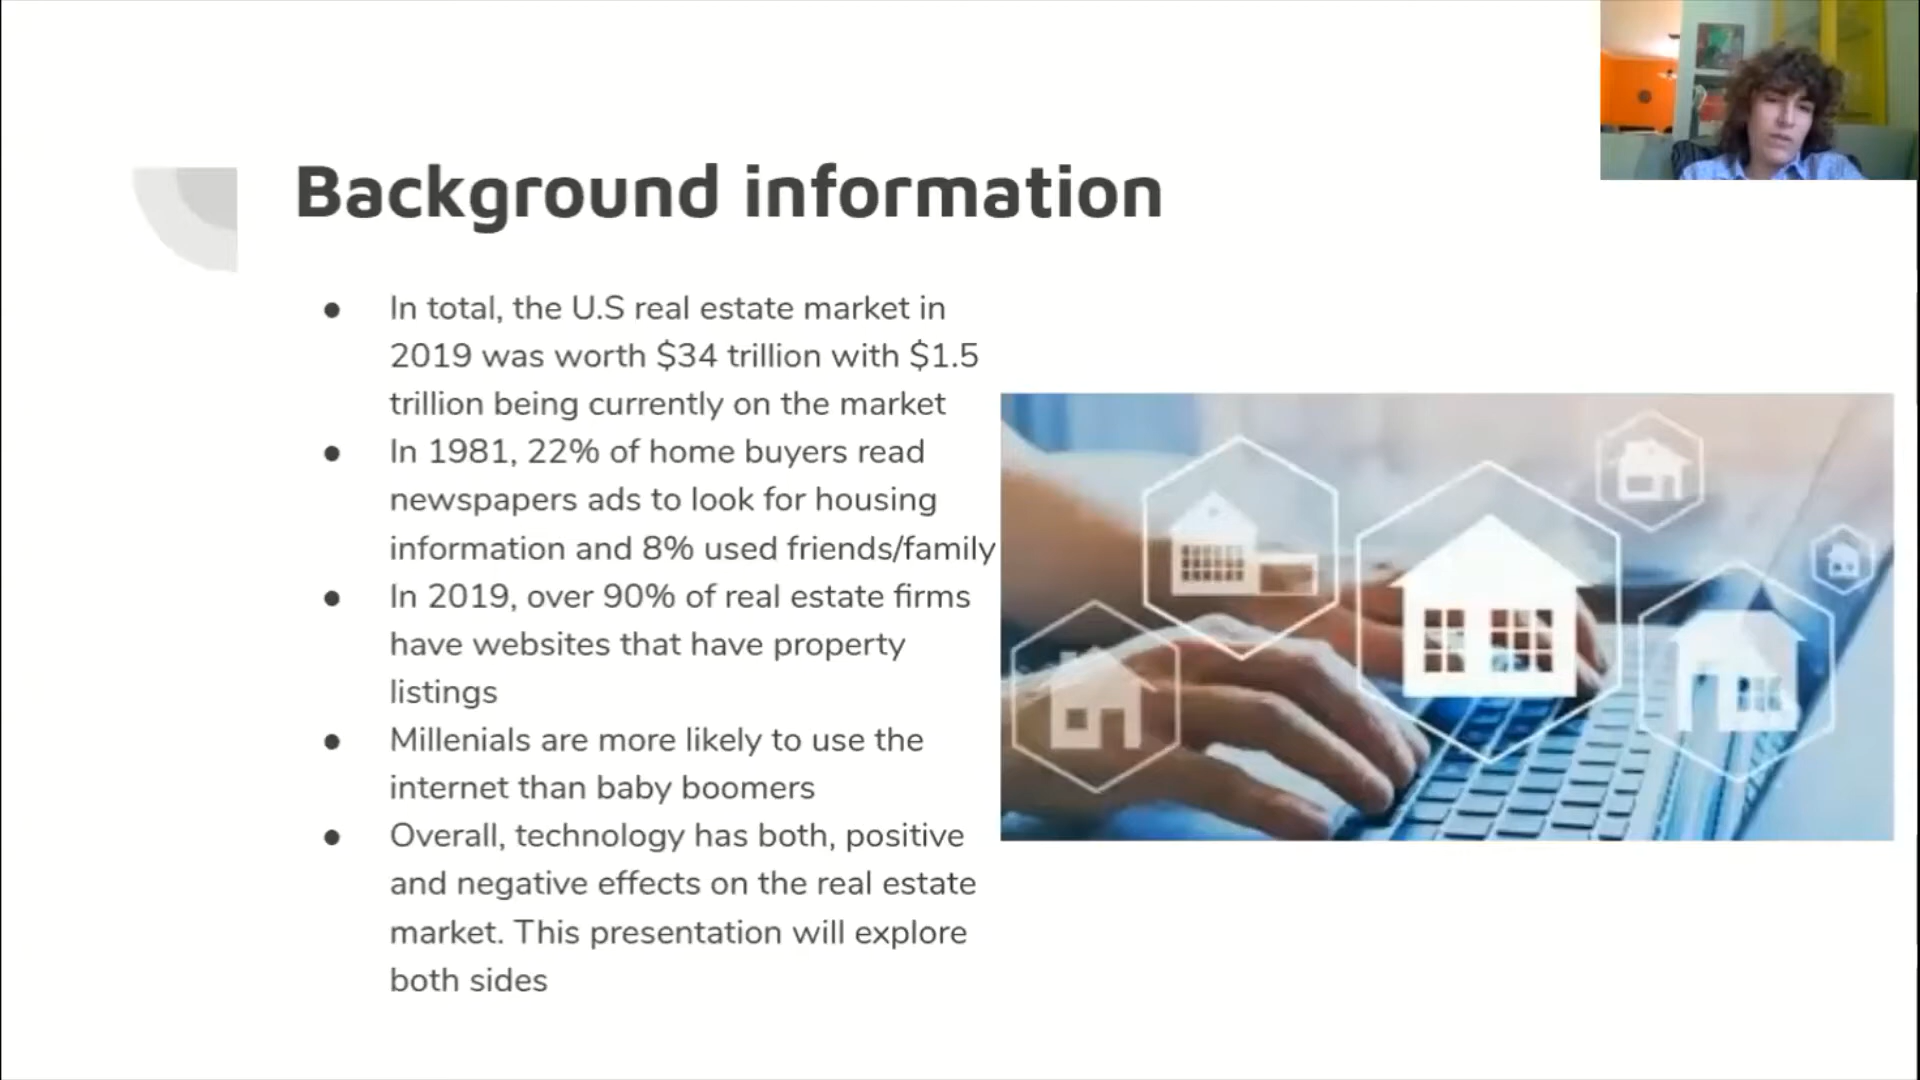 Background information
● In total, the U.S real estate market in
2019 was worth $34 trillion with $1.5
trillion being currently on the market
● In 1981, 22% of home buyers read
newspapers ads to look for housing
information and 8% used friends/family
● In 2019, over 90% of real estate firms
have websites that have property
listings
● Millenials are more likely to use the
internet than baby boomers
● Overall, technology has both, positive
and negative effects on the real estate
market. This presentation will explore
both sides